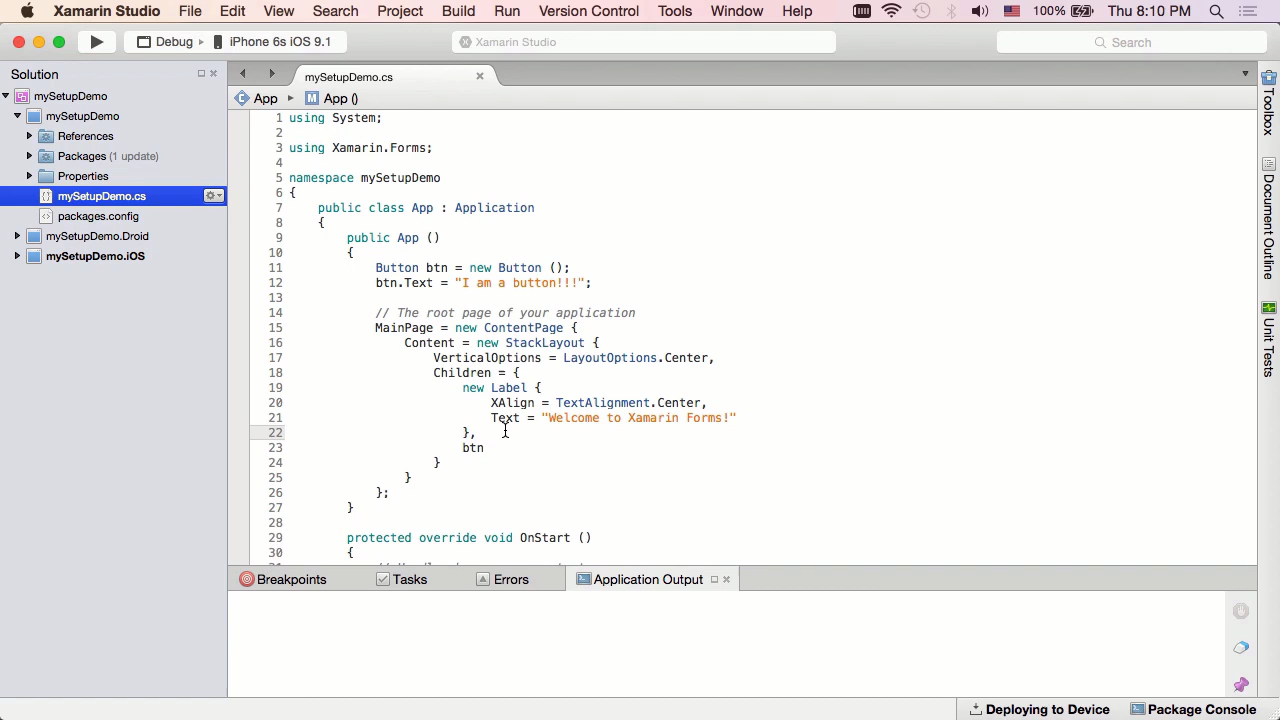 Xamarin Studio File Edit View Search Project Build Run Version Control Tools Window Help 100% Thu 8:10 PM
Debug iPhone 6s iOS 9.1 Xamarin Studio Search
Solution
mySetupDemo
mySetupDemo
References
Packages (1 update)
Properties
mySetupDemo.cs
packages.config
mySetupDemo.Droid
mySetupDemo.iOS
mySetupDemo.cs
App App ()
1 using System;
2
3 using Xamarin.Forms;
4
5 namespace mySetupDemo
6 {
7 public class App : Application
8 {
9 public App ()
10 {
11 Button btn = new Button ();
12 btn.Text = "I am a button!!!";
13
14 // The root page of your application
15 MainPage = new ContentPage {
16 Content = new StackLayout {
17 VerticalOptions = LayoutOptions.Center,
18 Children = {
19 new Label {
20 XAlign = TextAlignment.Center,
21 Text = "Welcome to Xamarin Forms!"
22 },
23 btn
24 }
25 }
26 };
27 }
28
29 protected override void OnStart ()
30 {
Breakpoints Tasks Errors Application Output
Toolbox
Document Outline
Unit Tests
Deploying to Device Package Console